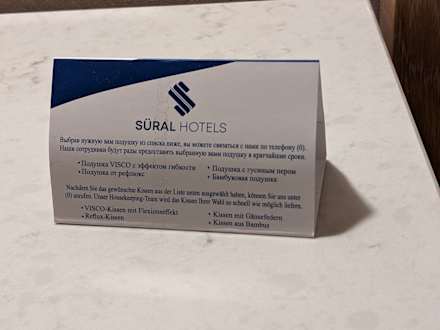 SÜRAL HOTELS
Выбрав нужную вам подушку из списка ниже, вы можете связаться с нами по телефону (0).
Наши сотрудники будут рады предоставить выбранную вами подушку в кратчайшие сроки.
• Подушка VISCO с эффектом гибкости
• Подушка от рефлюкс
• Подушка с гусиным пером
• Бамбуковая подушка
Nachdem Sie das gewünschte Kissen aus der Liste unten ausgewählt haben, können Sie uns unter
(0) anrufen. Unser Housekeeping-Team wird das Kissen Ihrer Wahl so schnell wie möglich liefern.
• VISCO-Kissen mit Flexionseffekt
• Reflux-Kissen
• Kissen mit Gänsefedern
• Kissen aus Bambus